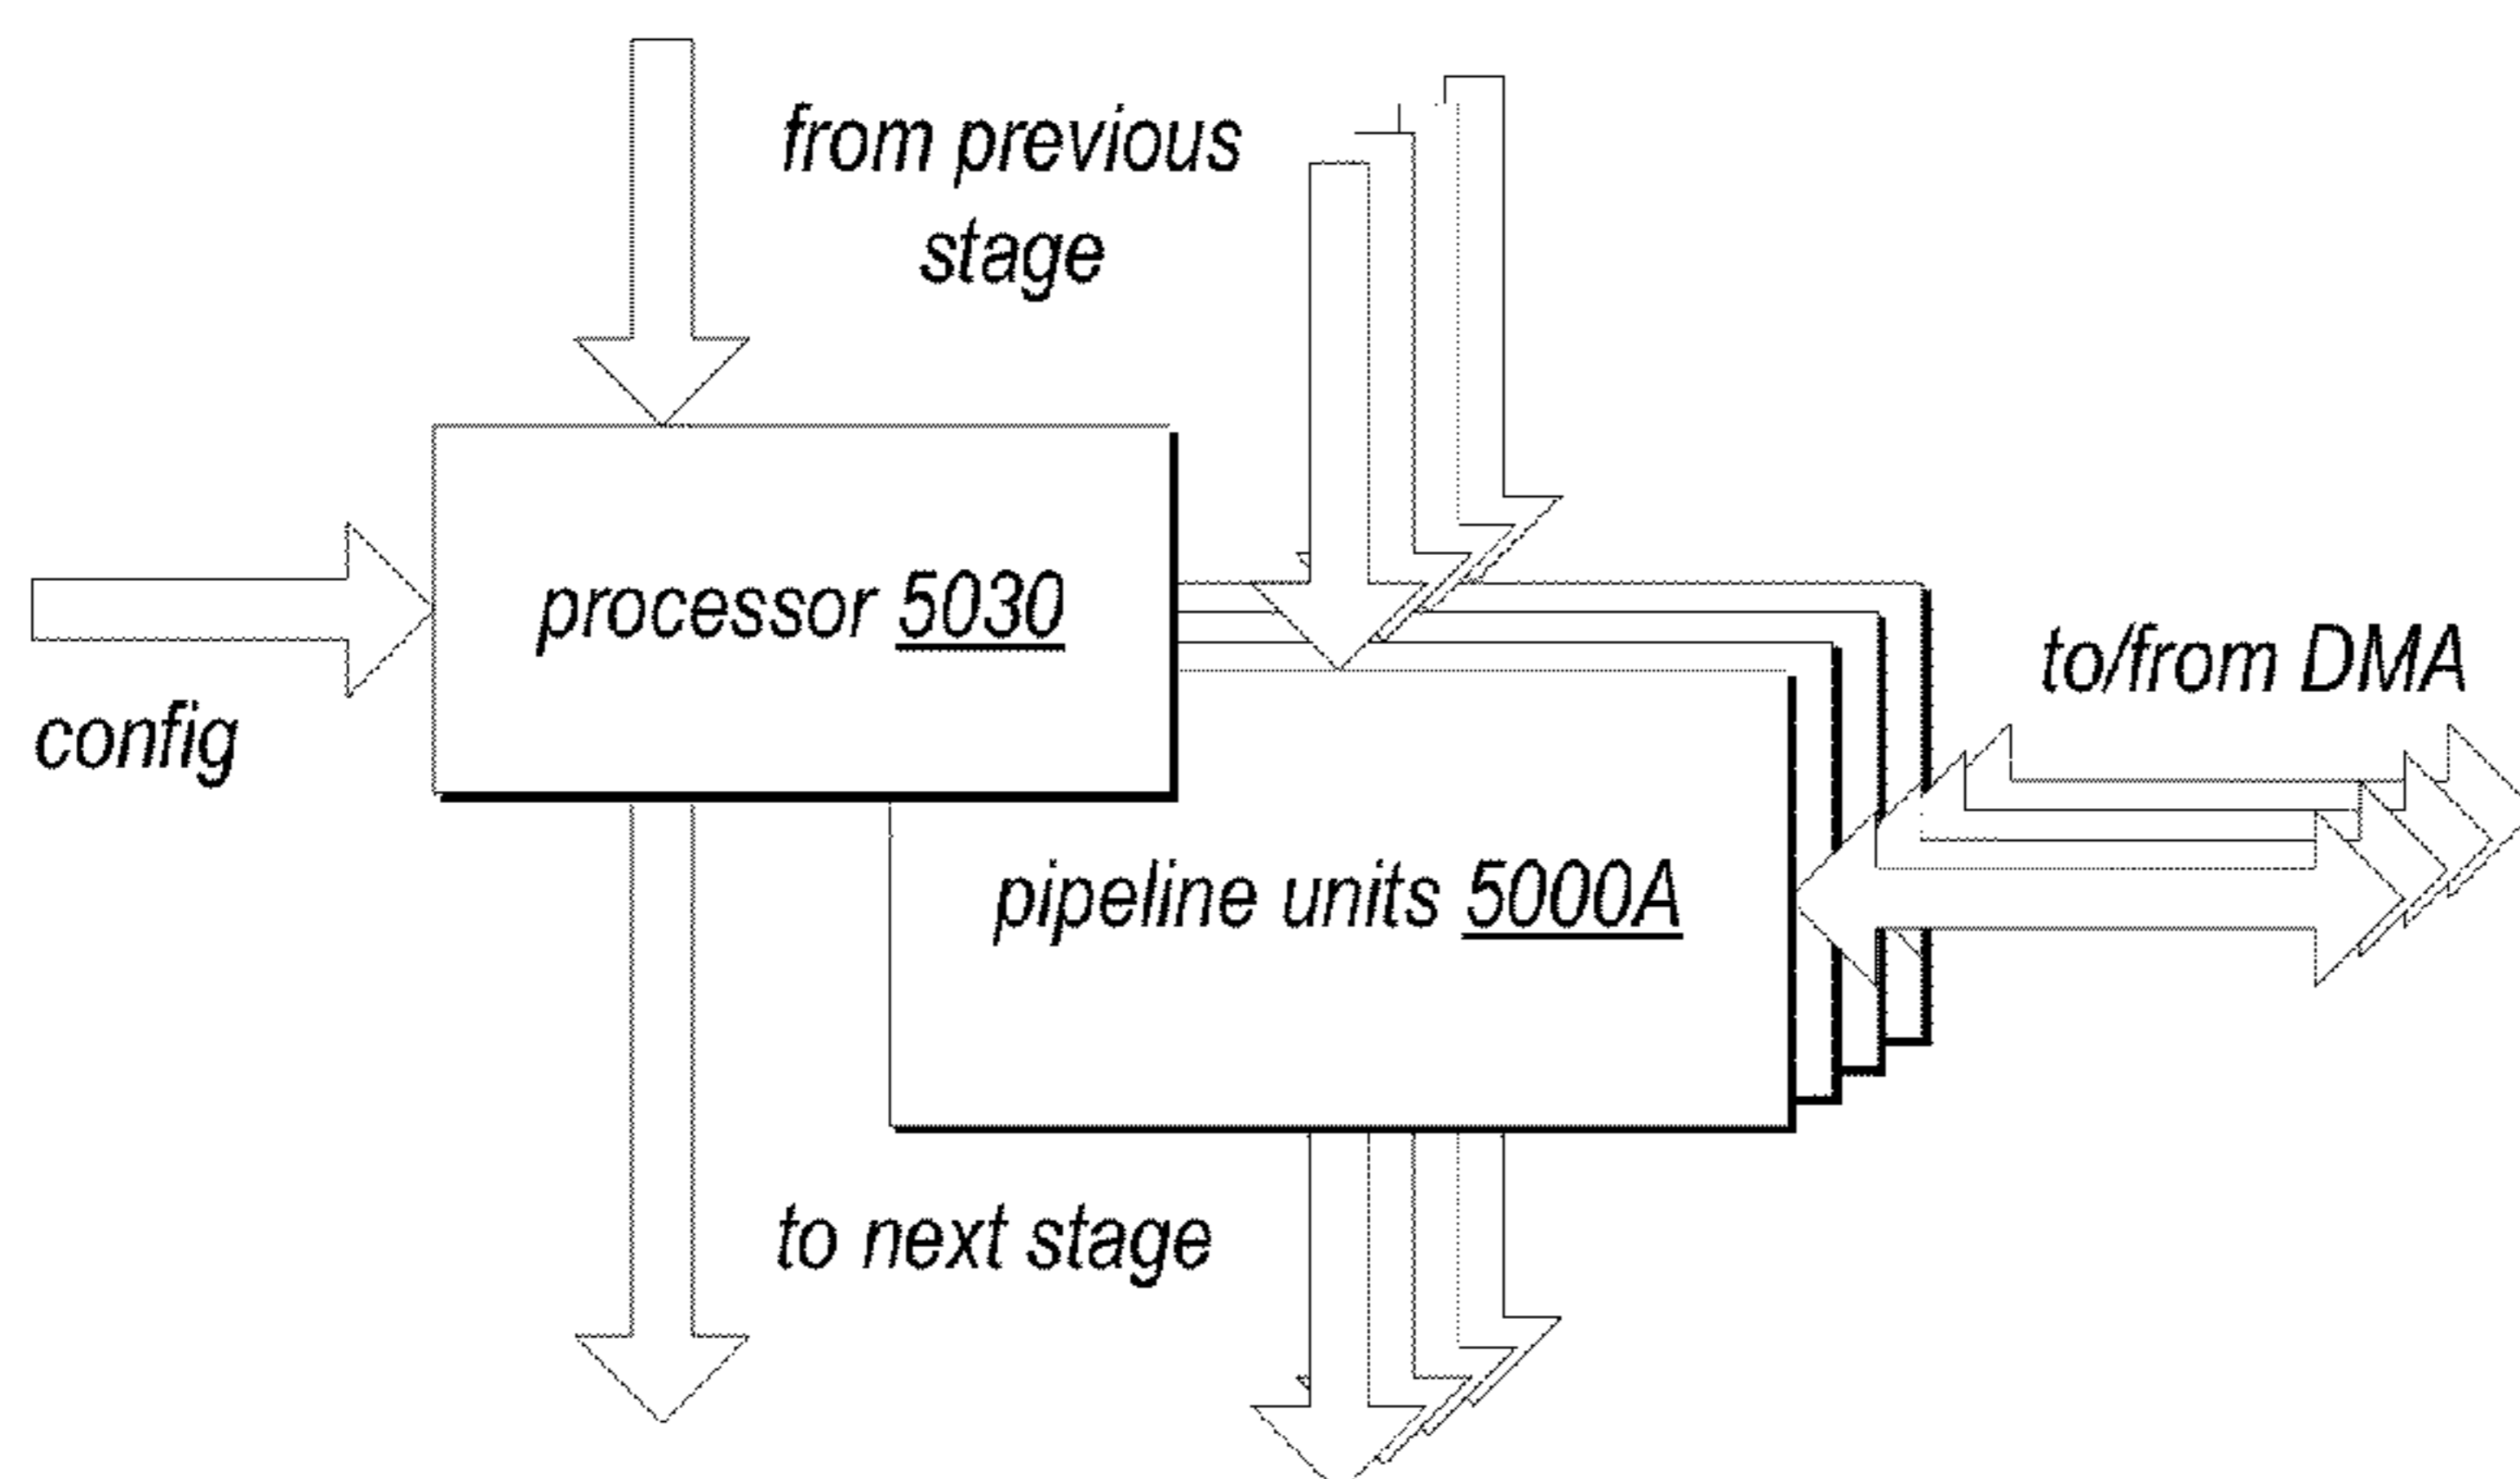 from previous
stage
processor 5030
config
to/from DMA
pipeline units 5000A
to next stage